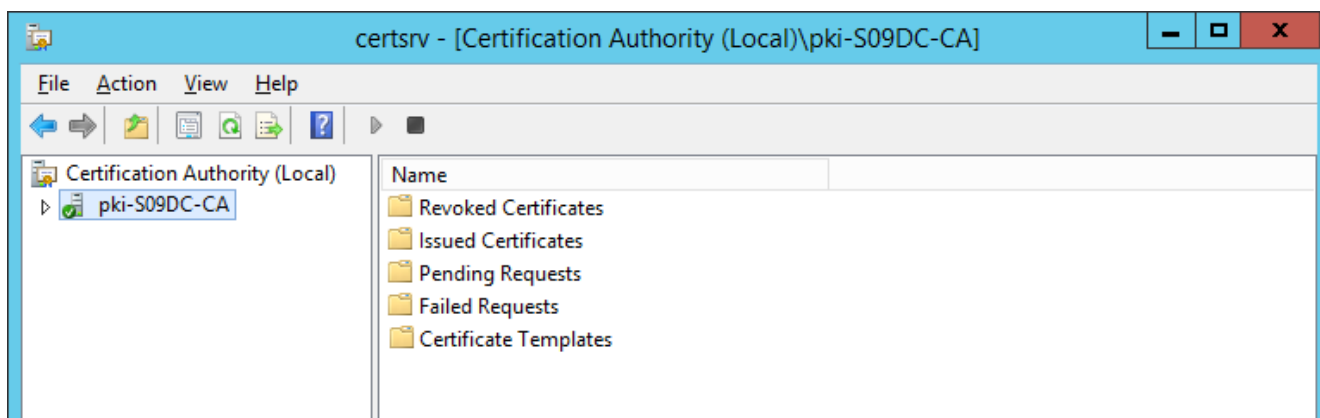 certsrv - [Certification Authority (Local)\pki-S09DC-CA]
File Action View Help
Certification Authority (Local)
pki-S09DC-CA
Name
Revoked Certificates
Issued Certificates
Pending Requests
Failed Requests
Certificate Templates